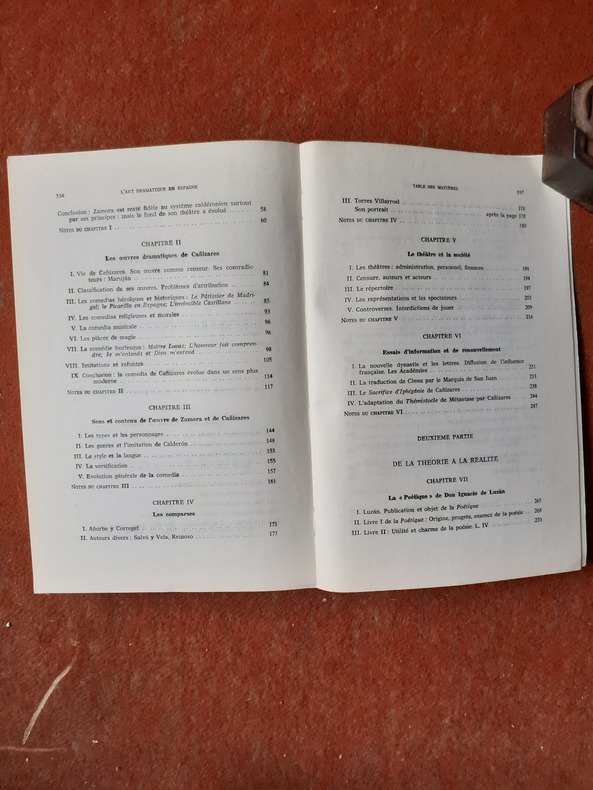 536 L'ART DRAMATIQUE EN ESPAGNE
Conclusion : Zamora est resté fidèle au système caldéronien surtout
par ses principes : mais le fond de son théâtre a évolué 58
NOTES DU CHAPITRE I 60
CHAPITRE II
Les œuvres dramatiques de Cañizares
I. Vie de Cañizares. Son œuvre comme censeur. Ses contradic-
teurs : Maruján 81
II. Classification de ses œuvres. Problèmes d'attribution 84
III. Les comedias héroïques et historiques : Le Pâtissier de Madri-
gal; le Picarillo en Espagne; L'invincible Castillane 85
IV. Les comedias religieuses et morales 93
V. La comedia musicale 96
VI. Les pièces de magie 96
VII. La comédie burlesque : Maître Lucas; L'honneur fait compren-
dre; Je m'entends et Dieu m'entend 98
VIII. Imitations et refontes 105
IX. Conclusion : la comedia de Cañizares évolue dans un sens plus
moderne 114
NOTES DU CHAPITRE II 117
CHAPITRE III
Sens et contenu de l'œuvre de Zamora et de Cañizares
I. Les types et les personnages 144
II. Les genres et l'imitation de Calderón 148
III. Le style et la langue 153
IV. La versification 155
V. Evolution générale de la comedia 157
NOTES DU CHAPITRE III 161
CHAPITRE IV
Les comparses
I. Añorbe y Corregel 171
II. Auteurs divers : Salvó y Vela, Reinoso 177
TABLE DES MATIÈRES 537
III. Torres Villarroel 178
Son portrait après la page 178
NOTES DU CHAPITRE IV 180
CHAPITRE V
Le théâtre et la société
I. Les théâtres : administration, personnel, finances 191
II. Censure, auteurs et acteurs 194
III. Le répertoire 197
IV. Les représentations et les spectateurs 201
V. Controverses. Interdictions de jouer 209
NOTES DU CHAPITRE V 216
CHAPITRE VI
Essais d'information et de renouvellement
I. La nouvelle dynastie et les lettres. Diffusion de l'influence
française. Les Académies 231
II. La traduction de Cinna par le Marquis de San Juan 233
III. Le Sacrifice d'Iphigénie de Cañizares 238
IV. L'adaptation du Thémistocle de Métastase par Cañizares 244
NOTES DU CHAPITRE VI 247
DEUXIEME PARTIE
DE LA THEORIE A LA REALITE
CHAPITRE VII
La « Poétique » de Don Ignacio de Luzán
I. Luzán. Publication et objet de la Poétique 265
II. Livre I de la Poétique : Origine, progrès, essence de la poésie 268
III. Livre II : Utilité et charme de la poésie. L. IV 270